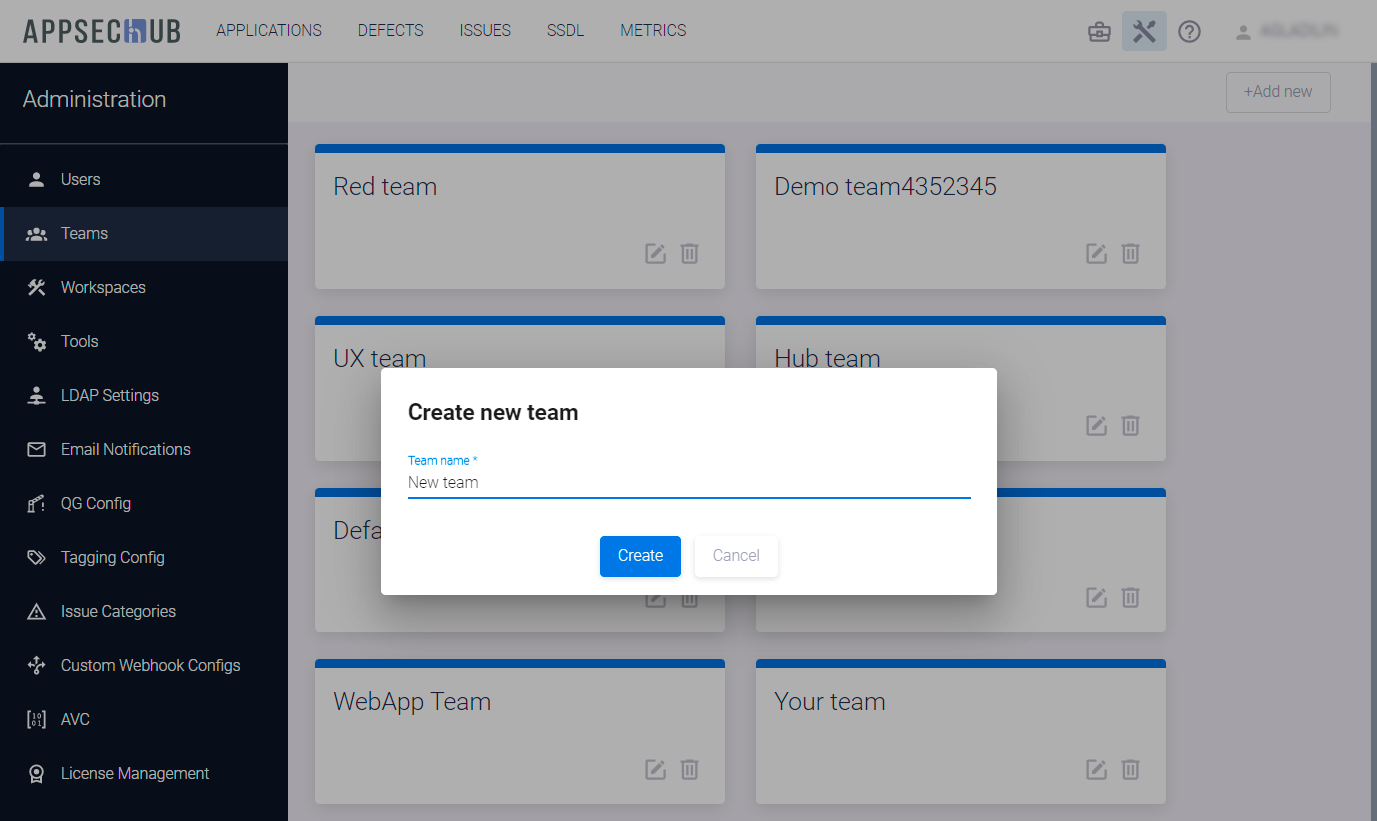 APPSECHUB
APPLICATIONS
DEFECTS
ISSUES
SSDL
METRICS
Administration
+Add new
Users
Teams
Workspaces
Tools
LDAP Settings
Email Notifications
QG Config
Tagging Config
Issue Categories
Custom Webhook Configs
AVC
License Management
Red team
Demo team4352345
UX team
Hub team
Create new team
Team name *
New team
Create
Cancel
WebApp Team
Your team